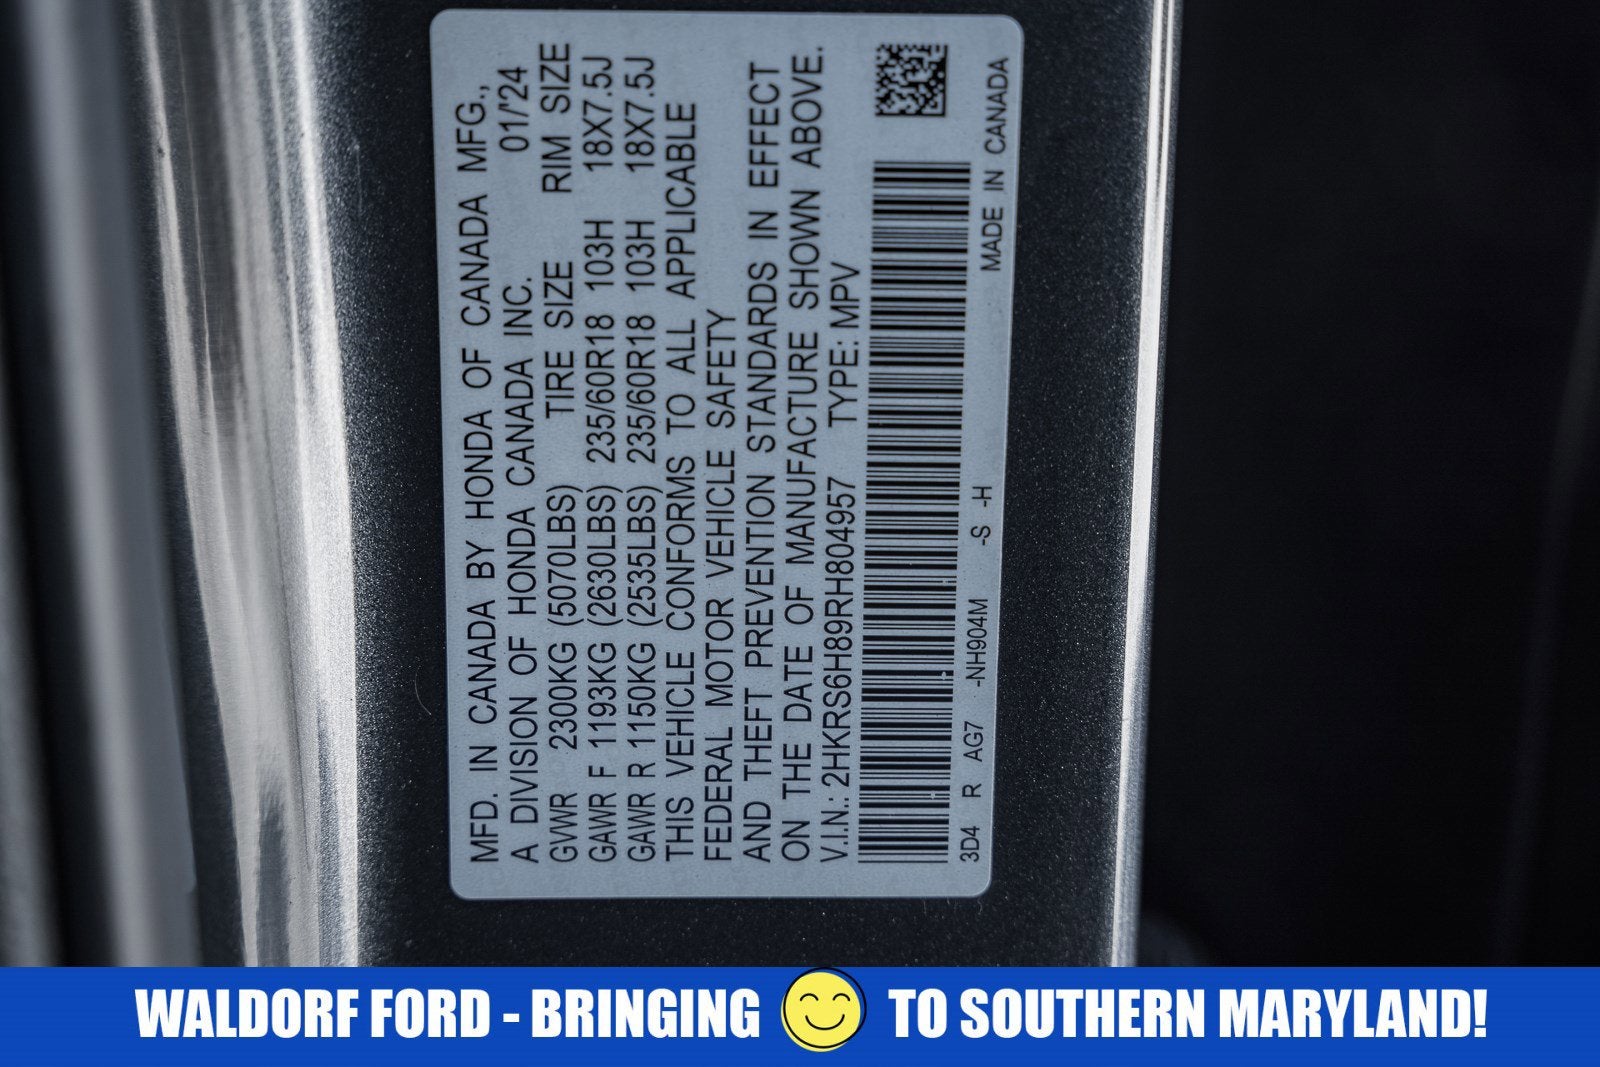 MFD. IN CANADA BY HONDA OF CANADA MFG.,
A DIVISION OF HONDA CANADA INC. 01/'24
GVWR 2300KG (5070LBS) TIRE SIZE RIM SIZE
GAWR F 1193KG (2630LBS) 235/60R18 103H 18X7.5J
GAWR R 1150KG (2535LBS) 235/60R18 103H 18X7.5J
THIS VEHICLE CONFORMS TO ALL APPLICABLE
FEDERAL MOTOR VEHICLE SAFETY
AND THEFT PREVENTION STANDARDS IN EFFECT
ON THE DATE OF MANUFACTURE SHOWN ABOVE.
V.I.N.: 2HKRS6H89RH804957 TYPE: MPV
3D4 R AG7 -NH904M -S -H MADE IN CANADA
WALDORF FORD - BRINGING TO SOUTHERN MARYLAND!